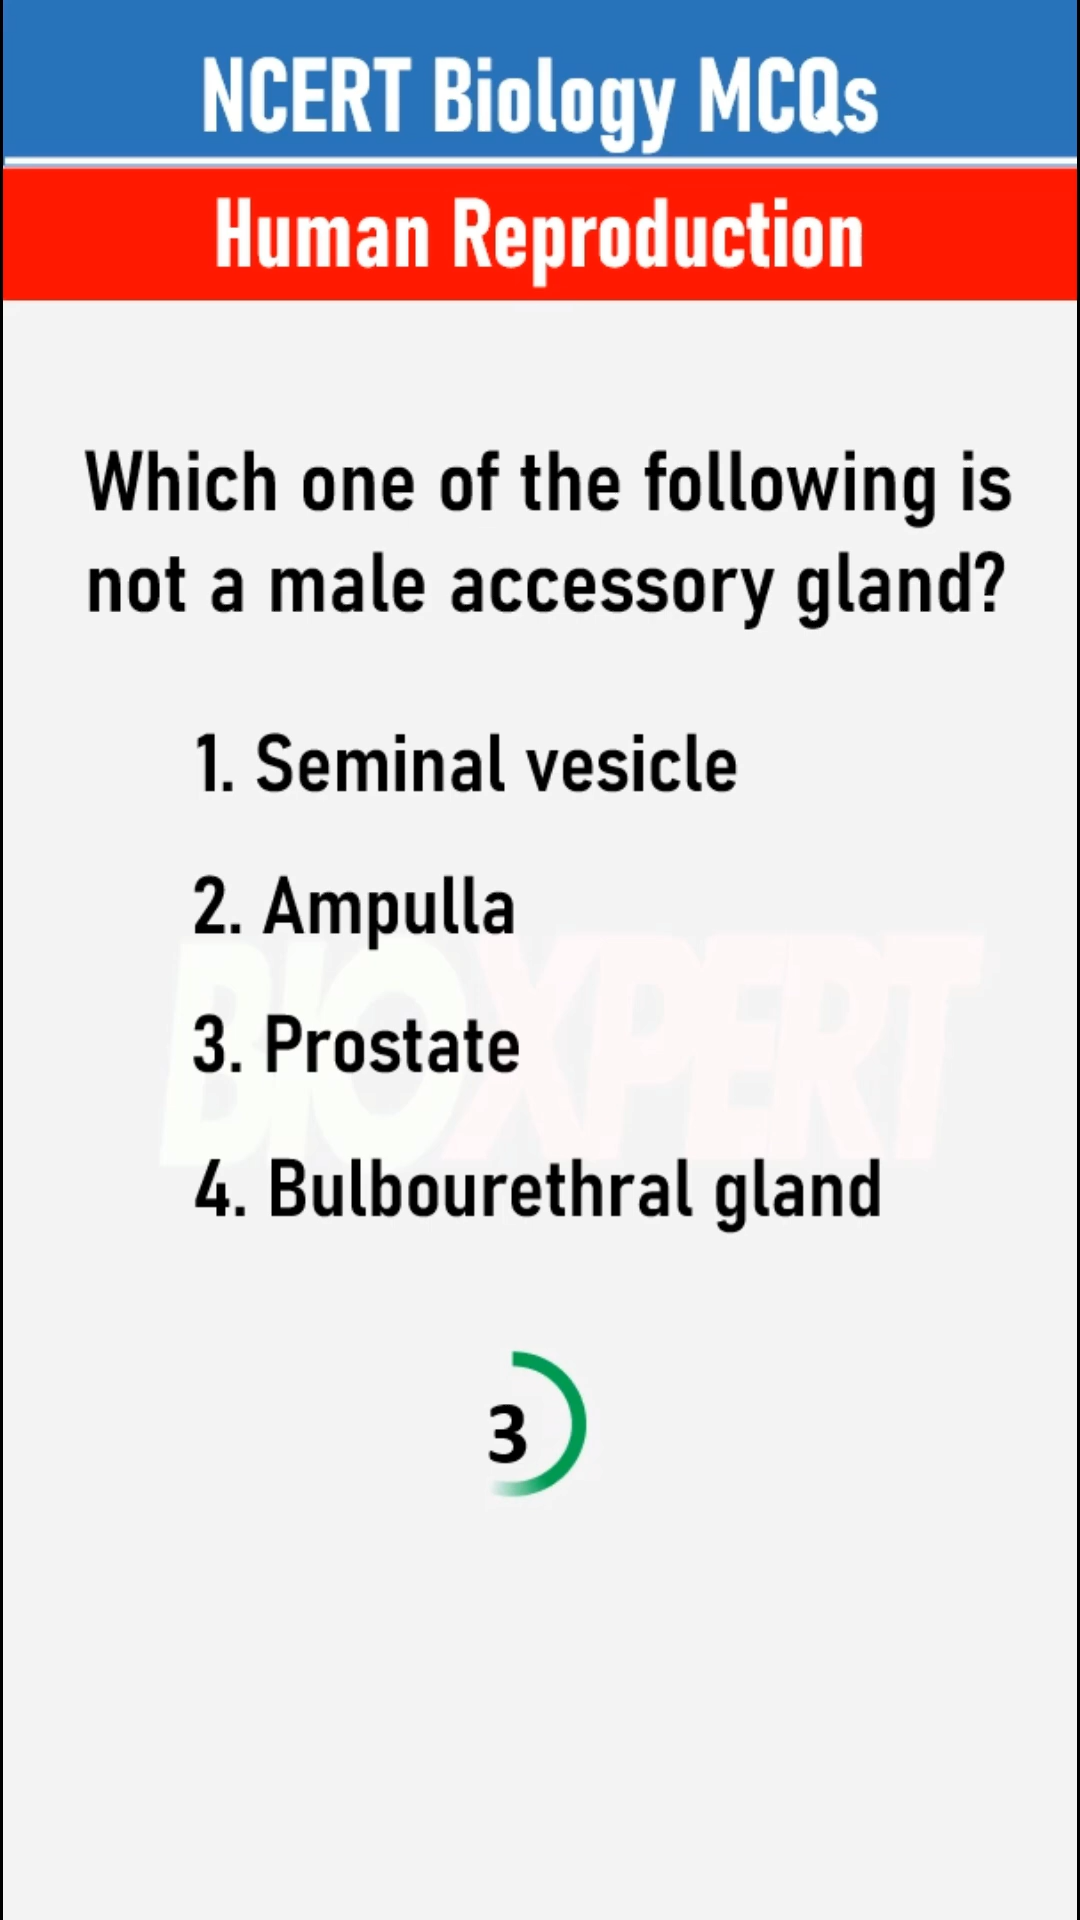 NCERT Biology MCQs
Human Reproduction
Which one of the following is
not a male accessory gland?
1. Seminal vesicle
2. Ampulla
BIOXPERT
3. Prostate
4. Bulbourethral gland
3